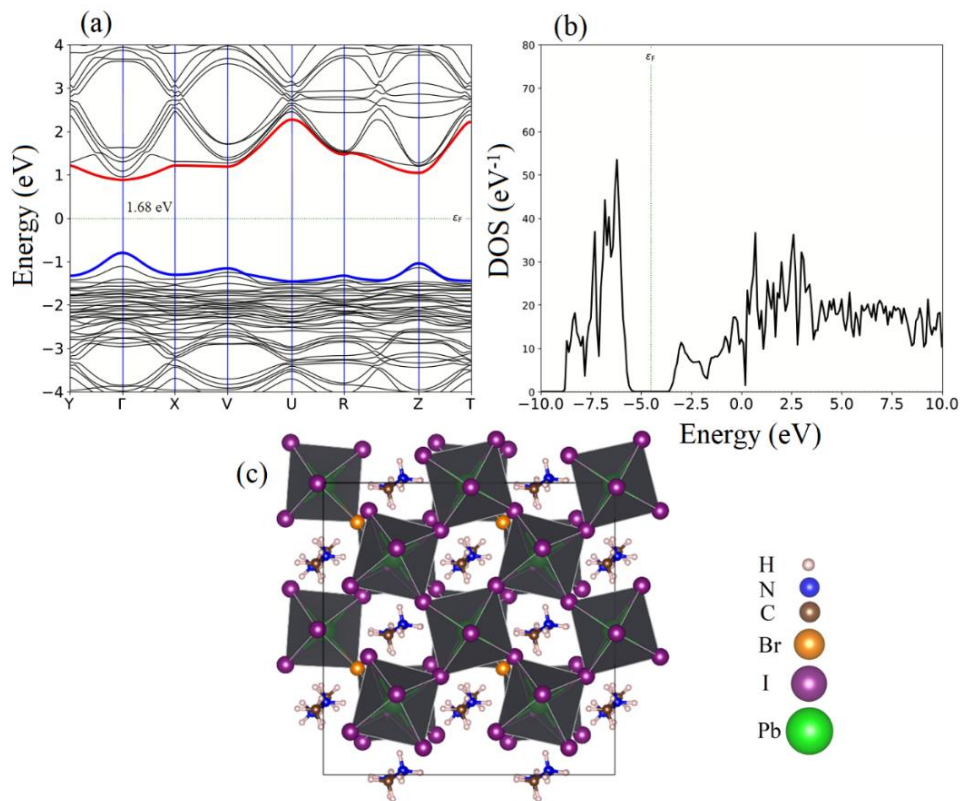 (a)
Energy (eV)
4
3
2
1
0
−1
−2
−3
−4
1.68 eV
εF
Y Γ X V U R Z T
(b)
DOS (eV-1)
80
70
60
50
40
30
20
10
0
εF
−10.0 −7.5 −5.0 −2.5 0.0 2.5 5.0 7.5 10.0
Energy (eV)
(c)
H
N
C
Br
I
Pb